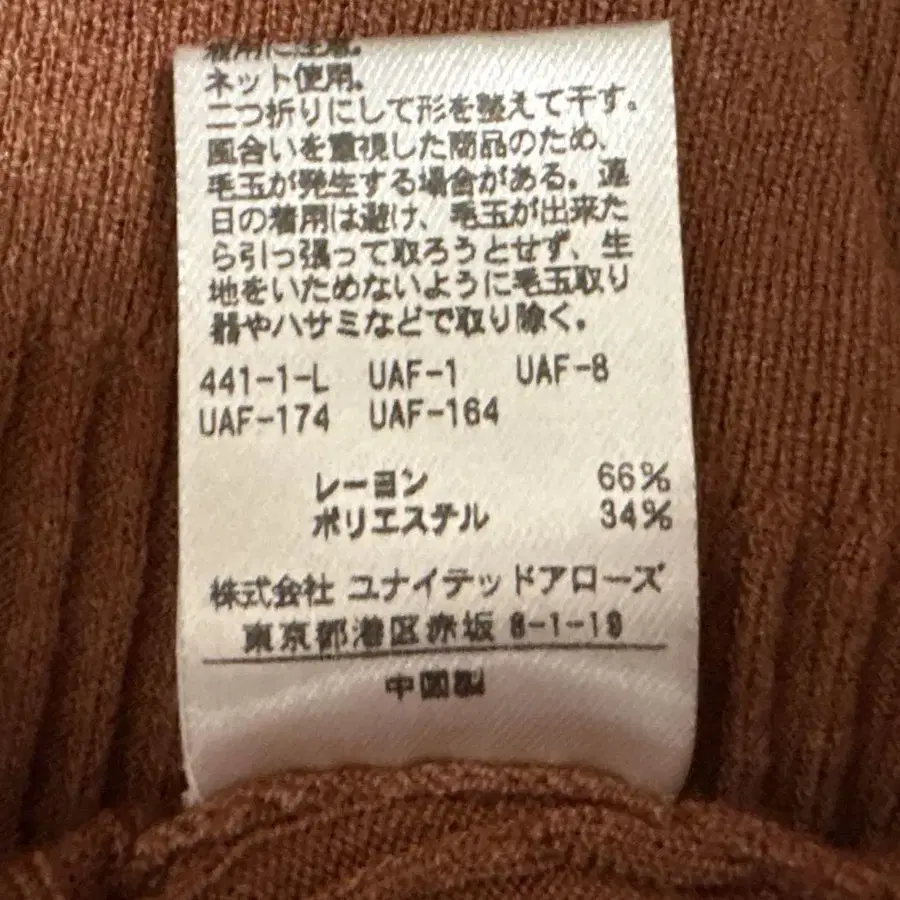 着用に注意。
ネット使用。
二つ折りにして形を整えて干す。
風合いを重視した商品のため、
毛玉が発生する場合がある。連
日の着用は避け、毛玉が出来た
ら引っ張って取ろうとせず、生
地をいためないように毛玉取り
器やハサミなどで取り除く。
441-1-L UAF-1 UAF-8
UAF-174 UAF-164
レーヨン 66%
ポリエステル 34%
株式会社 ユナイテッドアローズ
東京都港区赤坂 8-1-19
中国製